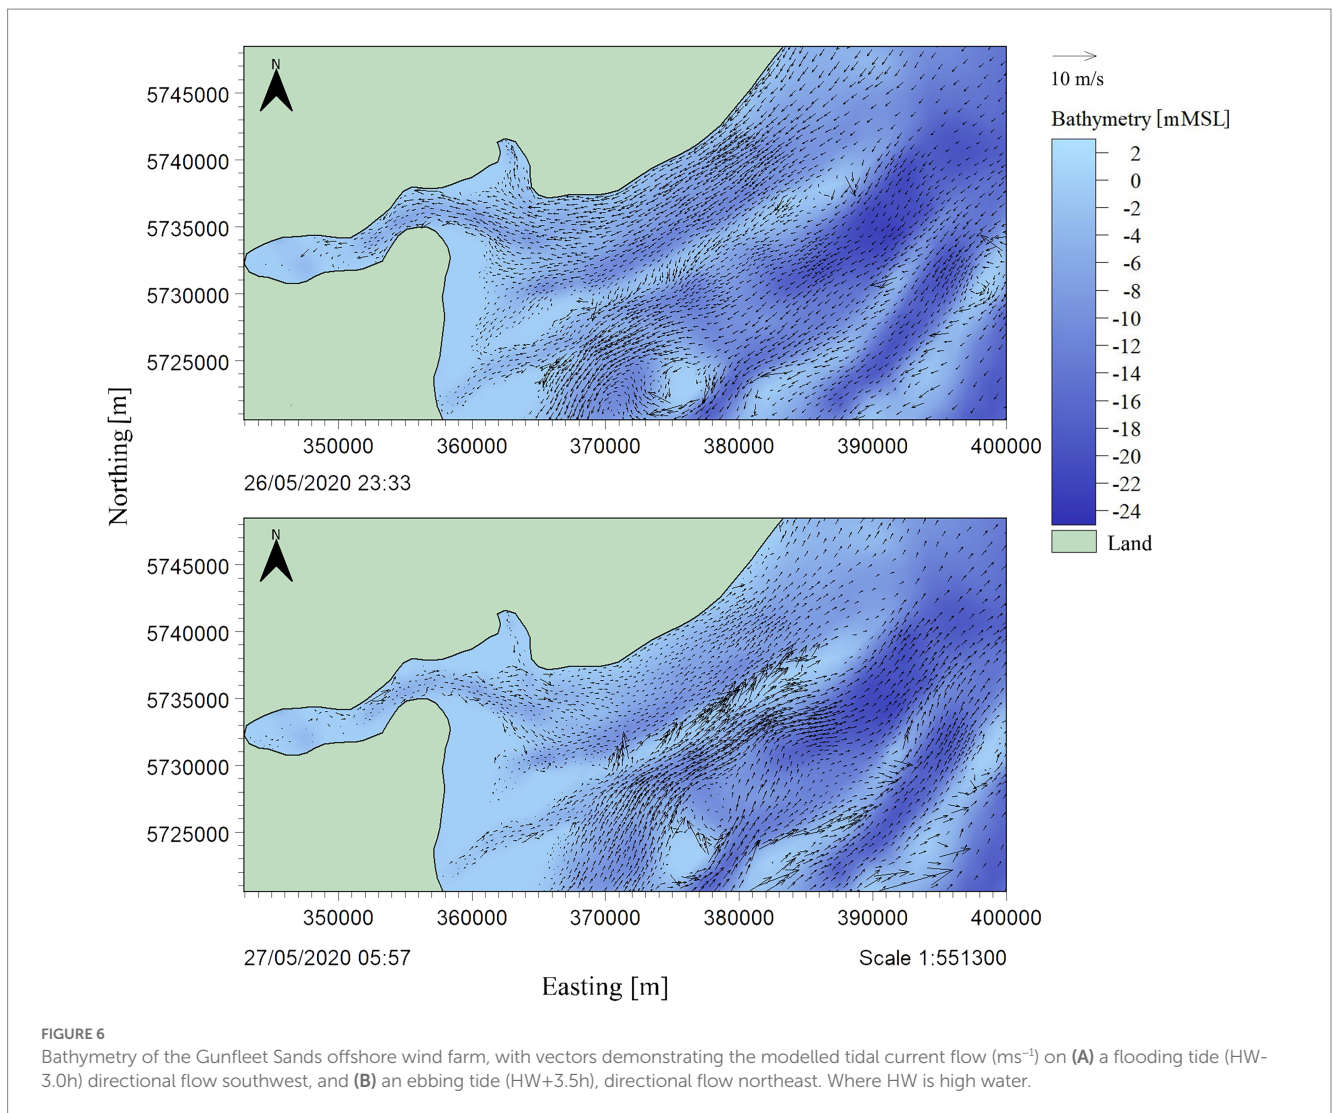 N
5745000
5740000
5735000
5730000
5725000
350000 360000 370000 380000 390000 400000
26/05/2020 23:33
10 m/s
Bathymetry [mMSL]
2
0
-2
-4
-6
-8
-10
-12
-14
-16
-18
-20
-22
-24
Land
Northing [m]
N
5745000
5740000
5735000
5730000
5725000
350000 360000 370000 380000 390000 400000
27/05/2020 05:57 Scale 1:551300
Easting [m]
FIGURE 6
Bathymetry of the Gunfleet Sands offshore wind farm, with vectors demonstrating the modelled tidal current flow (ms⁻¹) on (A) a flooding tide (HW-
3.0h) directional flow southwest, and (B) an ebbing tide (HW+3.5h), directional flow northeast. Where HW is high water.